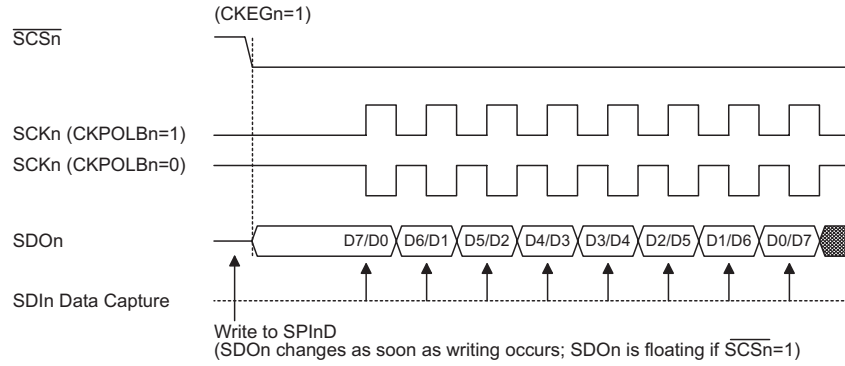 (CKEGn=1)
SCSn
SCKn (CKPOLBn=1)
SCKn (CKPOLBn=0)
SDOn D7/D0 D6/D1 D5/D2 D4/D3 D3/D4 D2/D5 D1/D6 D0/D7
SDIn Data Capture
Write to SPInD
(SDOn changes as soon as writing occurs; SDOn is floating if SCSn=1)